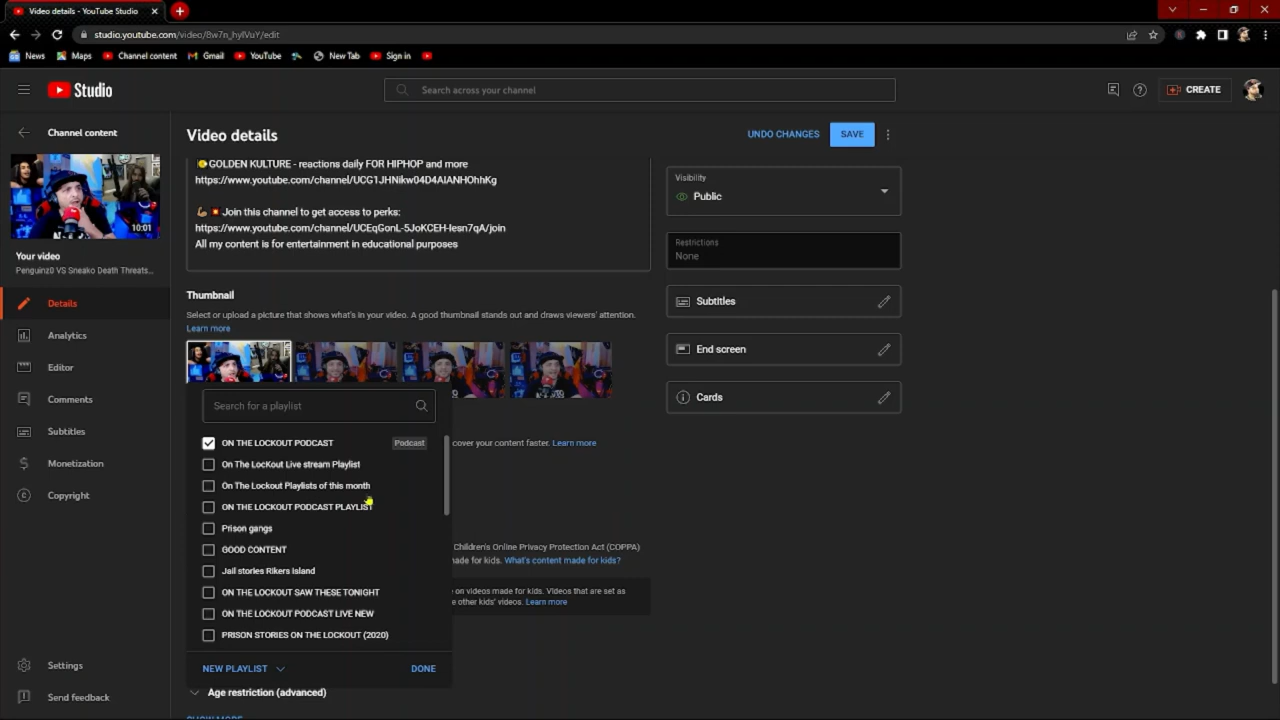 Video details - YouTube Studio
studio.youtube.com/video/8w7n_hylVuY/edit
News
Maps
Channel content
Gmail
YouTube
New Tab
Sign in
Studio
Search across your channel
CREATE
Channel content
Video details
UNDO CHANGES
SAVE
10:01
Your video
Penguinz0 VS Sneako Death Threats...
Details
Analytics
Editor
Comments
Subtitles
Monetization
Copyright
Settings
Send feedback
GOLDEN KULTURE - reactions daily FOR HIPHOP and more
https://www.youtube.com/channel/UCG1JHNikw04D4AIANHOhhKg
Join this channel to get access to perks:
https://www.youtube.com/channel/UCEqGonL-5JoKCEH-Iesn7qA/join
All my content is for entertainment in educational purposes
Thumbnail
Select or upload a picture that shows what's in your video. A good thumbnail stands out and draws viewers' attention.
Learn more
Search for a playlist
ON THE LOCKOUT PODCAST
Podcast
On The LocKout Live stream Playlist
On The Lockout Playlists of this month
ON THE LOCKOUT PODCAST PLAYLIST
Prison gangs
GOOD CONTENT
Jail stories Rikers Island
ON THE LOCKOUT SAW THESE TONIGHT
ON THE LOCKOUT PODCAST LIVE NEW
PRISON STORIES ON THE LOCKOUT (2020)
NEW PLAYLIST
DONE
cover your content faster. Learn more
Children's Online Privacy Protection Act (COPPA)
made for kids. What's content made for kids?
on videos made for kids. Videos that are set as
e other kids' videos. Learn more
Age restriction (advanced)
SHOW MORE
Visibility
Public
Restrictions
None
Subtitles
End screen
Cards